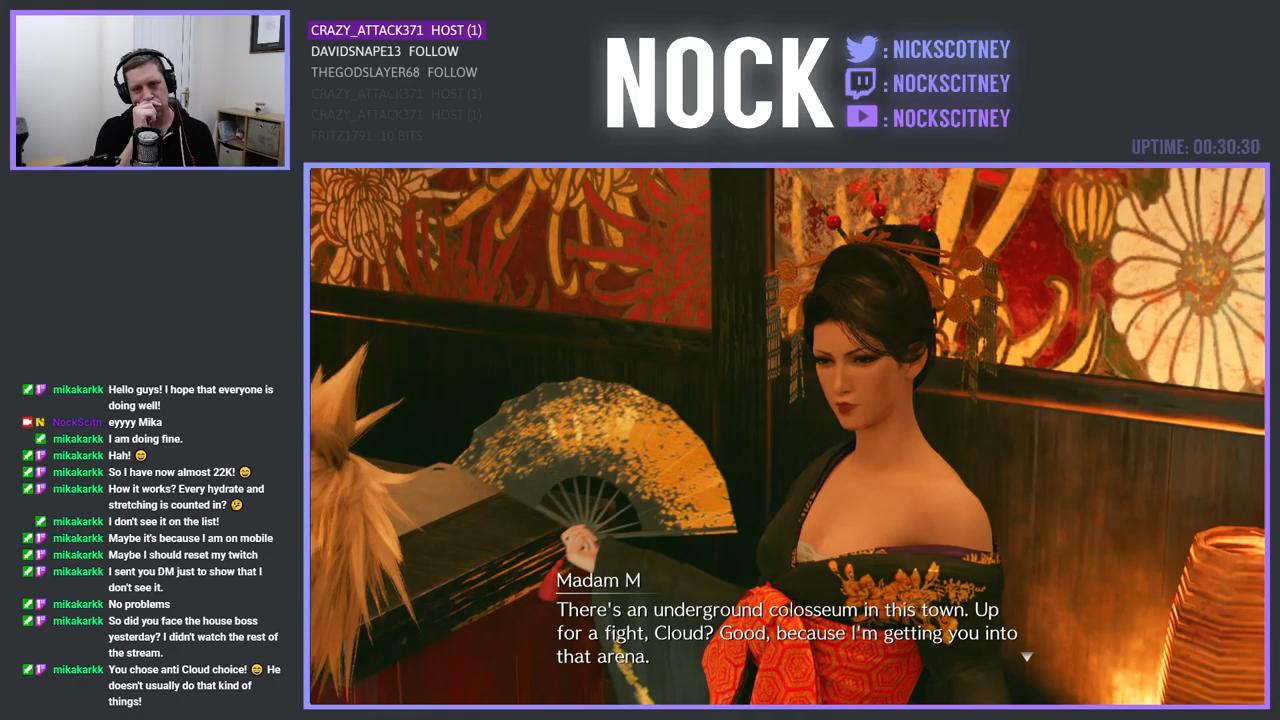 CRAZY_ATTACK371 HOST (1)
DAVIDSNAPE13 FOLLOW
THEGODSLAYER68 FOLLOW
CRAZY_ATTACK371 HOST (1)
CRAZY_ATTACK371 HOST (1)
FRITZ1791 10 BITS
NOCK
: NICKSCOTNEY
: NOCKSCITNEY
: NOCKSCITNEY
UPTIME: 00:30:30
mikakarkk Hello guys! I hope that everyone is
doing well!
N NockScitn eyyyy Mika
mikakarkk I am doing fine.
mikakarkk Hah! 😄
mikakarkk So I have now almost 22K! 😄
mikakarkk How it works? Every hydrate and
stretching is counted in? 🤔
mikakarkk I don't see it on the list!
mikakarkk Maybe it's because I am on mobile
mikakarkk Maybe I should reset my twitch
mikakarkk I sent you DM just to show that I
don't see it.
mikakarkk No problems
mikakarkk So did you face the house boss
yesterday? I didn't watch the rest of
the stream.
mikakarkk You chose anti Cloud choice! 😄 He
doesn't usually do that kind of
things!
Madam M
There's an underground colosseum in this town. Up
for a fight, Cloud? Good, because I'm getting you into
that arena.